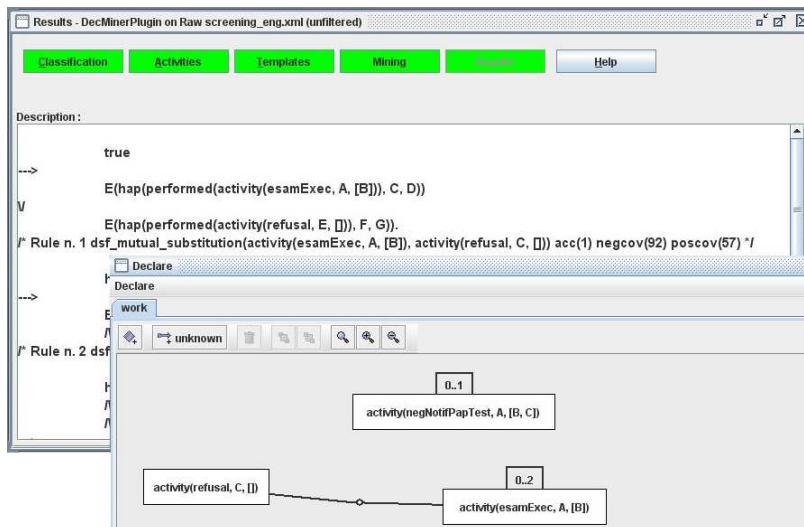 Results - DecMinerPlugin on Raw screening_eng.xml (unfiltered)
Classification Activities Templates Mining Results Help
Description :
true
--->
E(hap(performed(activity(esamExec, A, [B])), C, D))
\/
E(hap(performed(activity(refusal, E, [])), F, G)).
/* Rule n. 1 dsf_mutual_substitution(activity(esamExec, A, [B]), activity(refusal, C, [])) acc(1) negcov(92) poscov(57) */
--->
/* Rule n. 2 dsf
Declare
Declare
work
unknown
0..1
activity(negNotifPapTest, A, [B, C])
activity(refusal, C, [])
0..2
activity(esamExec, A, [B])